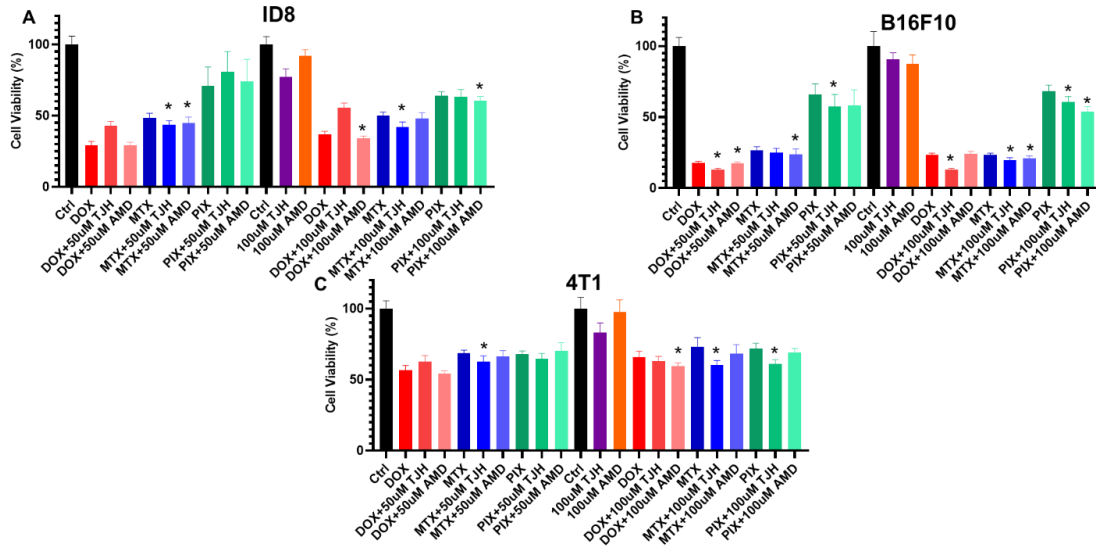 A
ID8
Cell Viability (%)
100
50
0
* * * * *
Ctrl
DOX
DOX+50uM TJH
DOX+50uM AMD
MTX
MTX+50uM TJH
MTX+50uM AMD
PIX
PIX+50uM TJH
PIX+50uM AMD
Ctrl
100uM TJH
100uM AMD
DOX
DOX+100uM TJH
DOX+100uM AMD
MTX
MTX+100uM TJH
MTX+100uM AMD
PIX
PIX+100uM TJH
PIX+100uM AMD
B
B16F10
Cell Viability (%)
100
50
0
* * * * * * * * *
Ctrl
DOX
DOX+50uM TJH
DOX+50uM AMD
MTX
MTX+50uM TJH
MTX+50uM AMD
PIX
PIX+50uM TJH
PIX+50uM AMD
Ctrl
100uM TJH
100uM AMD
DOX
DOX+100uM TJH
DOX+100uM AMD
MTX
MTX+100uM TJH
MTX+100uM AMD
PIX
PIX+100uM TJH
PIX+100uM AMD
C
4T1
Cell Viability (%)
100
50
0
* * * *
Ctrl
DOX
DOX+50uM TJH
DOX+50uM AMD
MTX
MTX+50uM TJH
MTX+50uM AMD
PIX
PIX+50uM TJH
PIX+50uM AMD
Ctrl
100uM TJH
100uM AMD
DOX
DOX+100uM TJH
DOX+100uM AMD
MTX
MTX+100uM TJH
MTX+100uM AMD
PIX
PIX+100uM TJH
PIX+100uM AMD